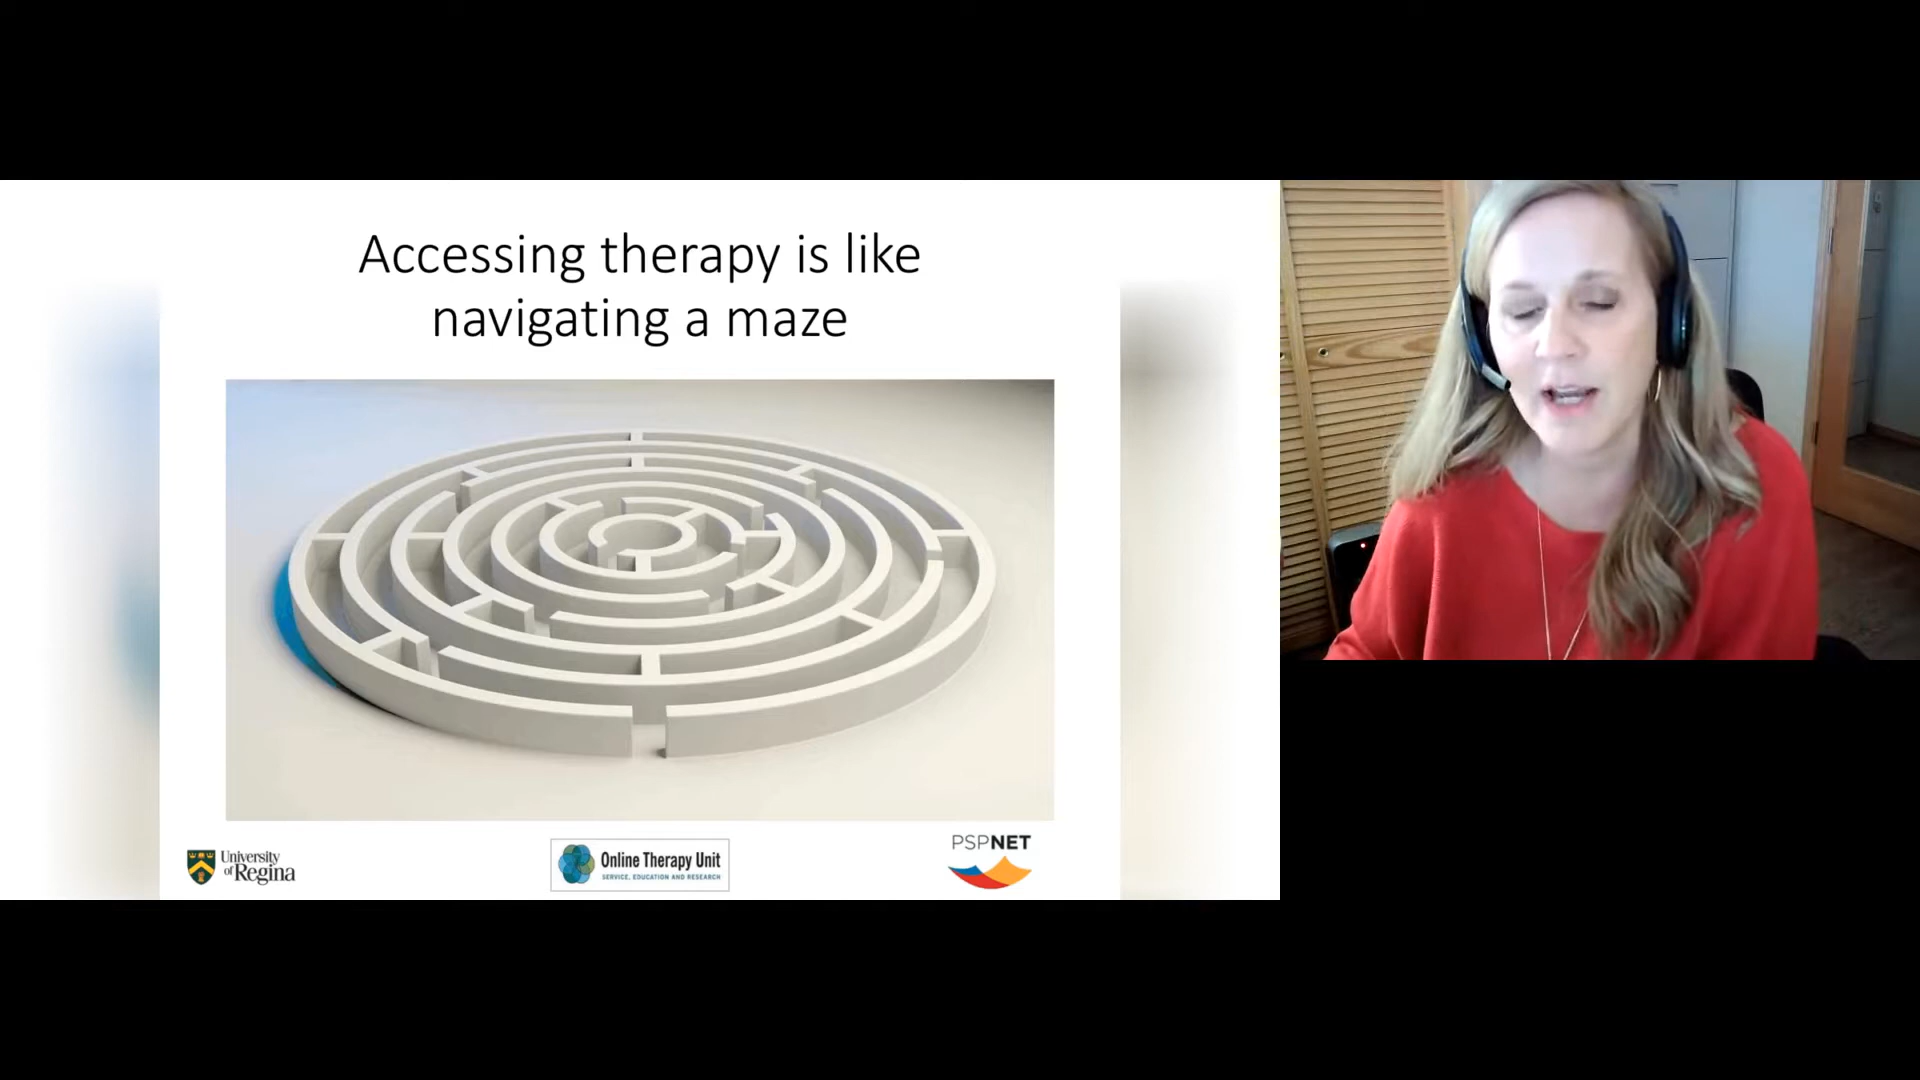 Accessing therapy is like
navigating a maze
University
of Regina
Online Therapy Unit
SERVICE, EDUCATION AND RESEARCH
PSPNET